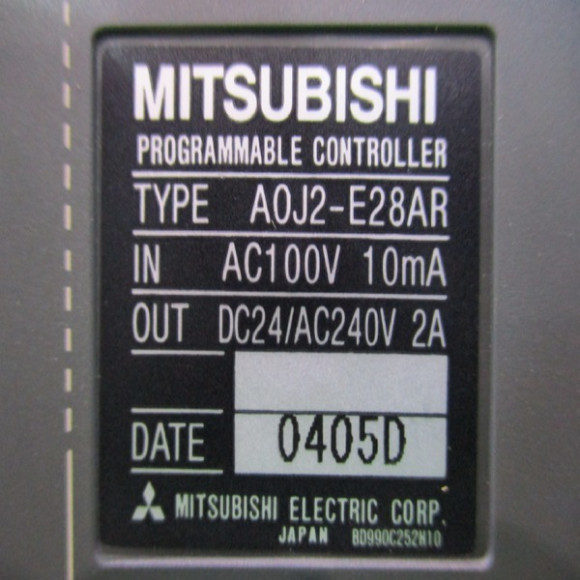 MITSUBISHI
PROGRAMMABLE CONTROLLER
TYPE A0J2-E28AR
IN AC100V 10mA
OUT DC24/AC240V 2A
DATE 0405D
MITSUBISHI ELECTRIC CORP.
JAPAN BD990C252H10